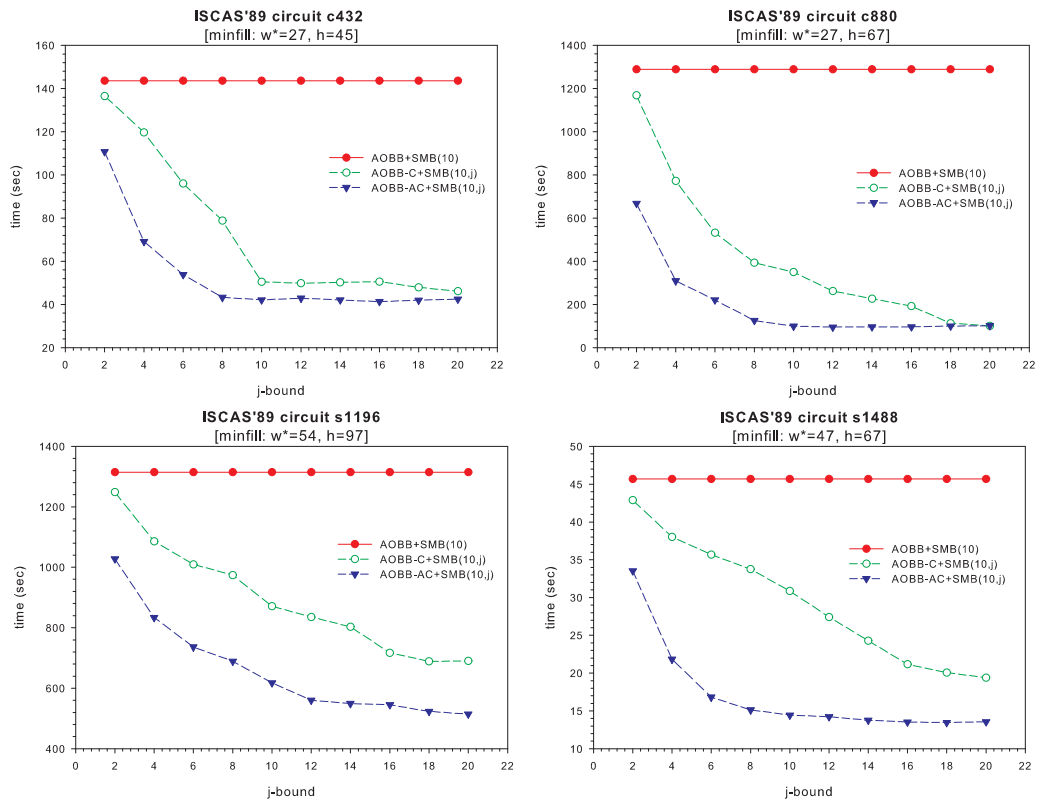 ISCAS'89 circuit c432
[minfill: w*=27, h=45]
160
140
120
100
80
60
40
20
time (sec)
AOBB+SMB(10)
AOBB-C+SMB(10,j)
AOBB-AC+SMB(10,j)
0 2 4 6 8 10 12 14 16 18 20 22
j-bound
ISCAS'89 circuit c880
[minfill: w*=27, h=67]
1400
1200
1000
800
600
400
200
0
time (sec)
AOBB+SMB(10)
AOBB-C+SMB(10,j)
AOBB-AC+SMB(10,j)
0 2 4 6 8 10 12 14 16 18 20 22
j-bound
ISCAS'89 circuit s1196
[minfill: w*=54, h=97]
1400
1200
1000
800
600
400
time (sec)
AOBB+SMB(10)
AOBB-C+SMB(10,j)
AOBB-AC+SMB(10,j)
0 2 4 6 8 10 12 14 16 18 20 22
j-bound
ISCAS'89 circuit s1488
[minfill: w*=47, h=67]
50
45
40
35
30
25
20
15
10
time (sec)
AOBB+SMB(10)
AOBB-C+SMB(10,j)
AOBB-AC+SMB(10,j)
0 2 4 6 8 10 12 14 16 18 20 22
j-bound